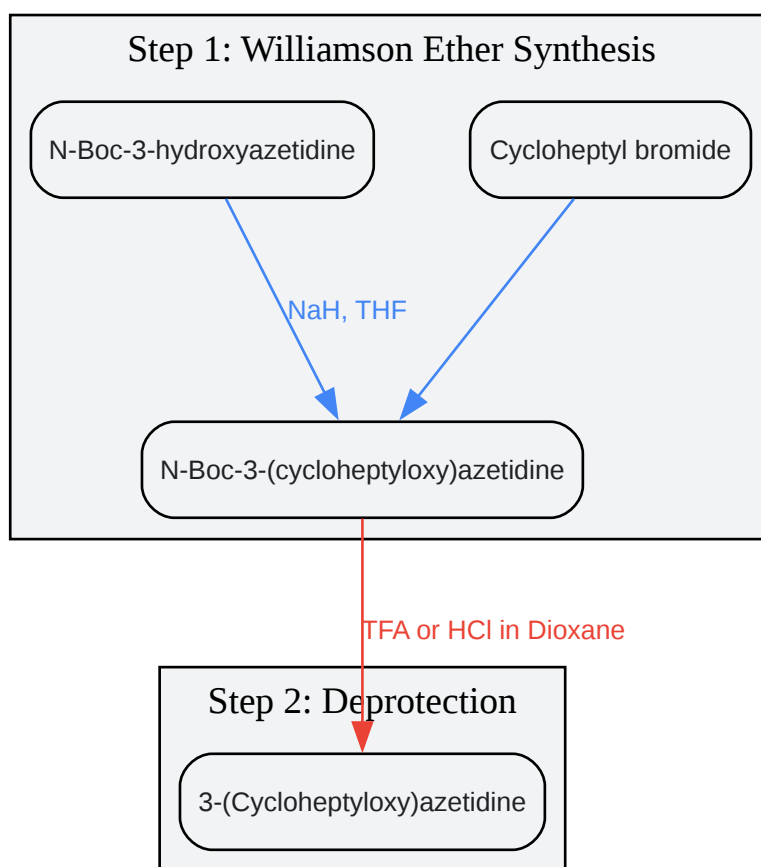 Step 1: Williamson Ether Synthesis
N-Boc-3-hydroxyazetidine
Cycloheptyl bromide
NaH, THF
N-Boc-3-(cycloheptyloxy)azetidine
TFA or HCl in Dioxane
Step 2: Deprotection
3-(Cycloheptyloxy)azetidine